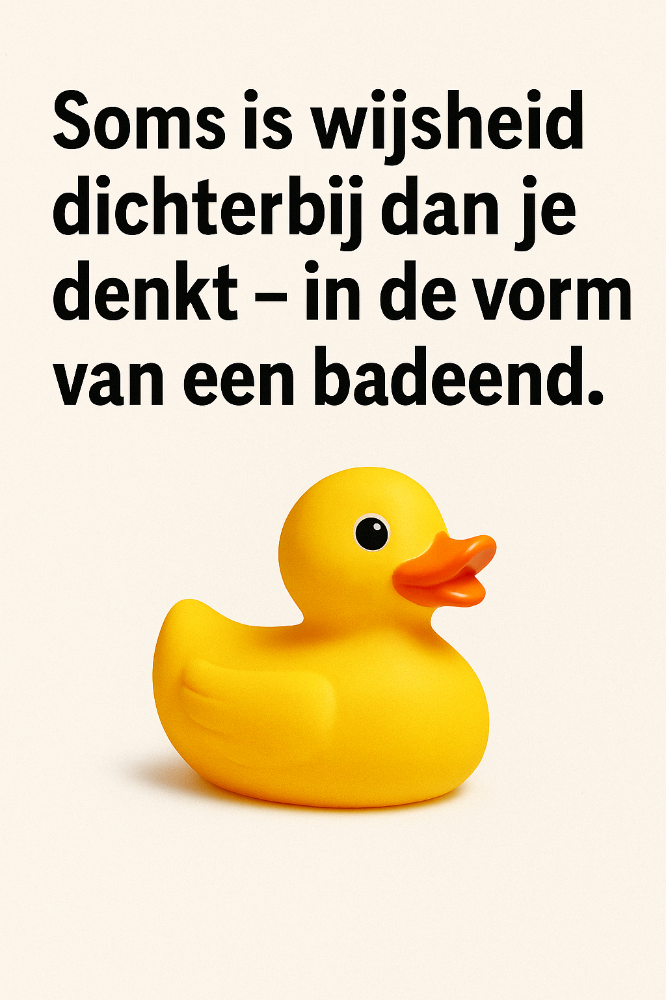 Soms is wijsheid
dichterbij dan je
denkt – in de vorm
van een badeend.